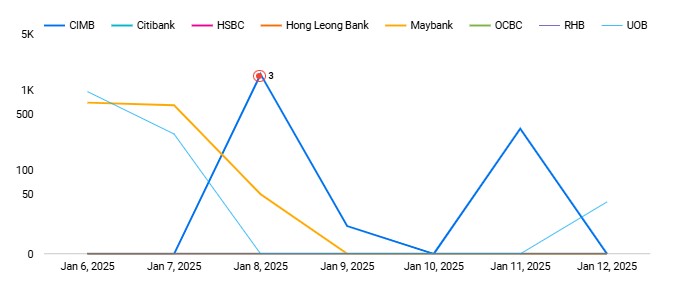 CIMB Citibank HSBC Hong Leong Bank Maybank OCBC RHB UOB
5K
3
1K
500
100
50
0
Jan 6, 2025 Jan 7, 2025 Jan 8, 2025 Jan 9, 2025 Jan 10, 2025 Jan 11, 2025 Jan 12, 2025